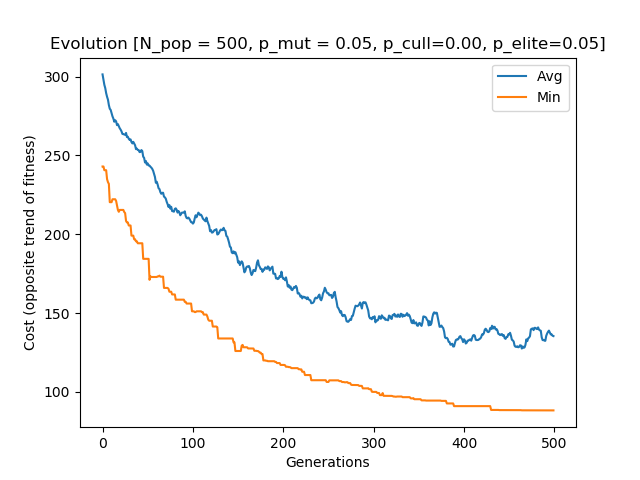 Evolution [N_pop = 500, p_mut = 0.05, p_cull=0.00, p_elite=0.05]
Avg
Min
Cost (opposite trend of fitness)
300
250
200
150
100
0 100 200 300 400 500
Generations